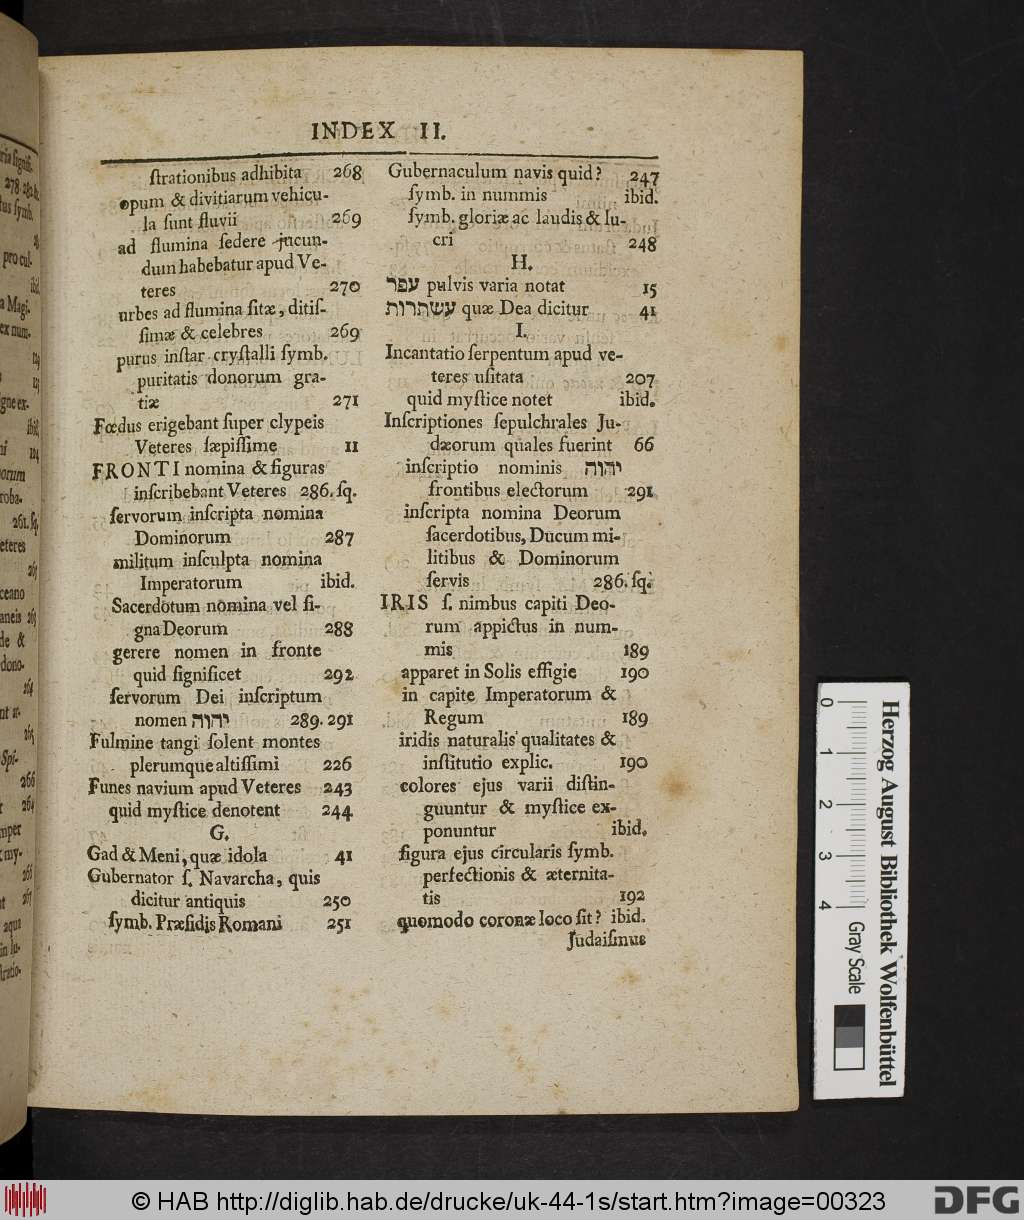 INDEX II.
ſtrationibus adhibita 268
opum & divitiarum vehicu-
la ſunt fluvii 269
ad flumina ſedere jucun-
dum habebatur apud Ve-
teres 270
urbes ad flumina ſitæ, ditiſ-
ſimæ & celebres 269
purus inſtar cryſtalli ſymb.
puritatis donorum gra-
tiæ 271
Fœdus erigebant ſuper clypeis
Veteres ſæpiſſime 11
FRONTI nomina & figuras
inſcribebant Veteres 286. ſq.
ſervorum inſcripta nomina
Dominorum 287
militum inſculpta nomina
Imperatorum ibid.
Sacerdotum nomina vel ſi-
gna Deorum 288
gerere nomen in fronte
quid ſignificet 292
ſervorum Dei inſcriptum
nomen יהוה 289. 291
Fulmine tangi ſolent montes
plerumque altiſſimi 226
Funes navium apud Veteres 243
quid myſtice denotent 244
G.
Gad & Meni, quæ idola 41
Gubernator ſ. Navarcha, quis
dicitur antiquis 250
ſymb. Præſidis Romani 251
Gubernaculum navis quid? 247
ſymb. in nummis ibid.
ſymb. gloriæ ac laudis & lu-
cri 248
H.
עפר pulvis varia notat 15
עשתרות quæ Dea dicitur 41
I.
Incantatio ſerpentum apud ve-
teres uſitata 207
quid myſtice notet ibid.
Inſcriptiones ſepulchrales Ju-
dæorum quales fuerint 66
inſcriptio nominis יהוה
frontibus electorum 291
inſcripta nomina Deorum
ſacerdotibus, Ducum mi-
litibus & Dominorum
ſervis 286. ſq.
IRIS ſ. nimbus capiti Deo-
rum appictus in num-
mis 189
apparet in Solis effigie 190
in capite Imperatorum &
Regum 189
iridis naturalis qualitates &
inſtitutio explic. 190
colores ejus varii diſtin-
guuntur & myſtice ex-
ponuntur ibid.
figura ejus circularis ſymb.
perfectionis & æternita-
tis 192
quomodo coronæ loco ſit? ibid.
Judaiſmus
Herzog August Bibliothek Wolfenbüttel
0 1 2 3 4
Gray Scale
© HAB http://diglib.hab.de/drucke/uk-44-1s/start.htm?image=00323
DFG